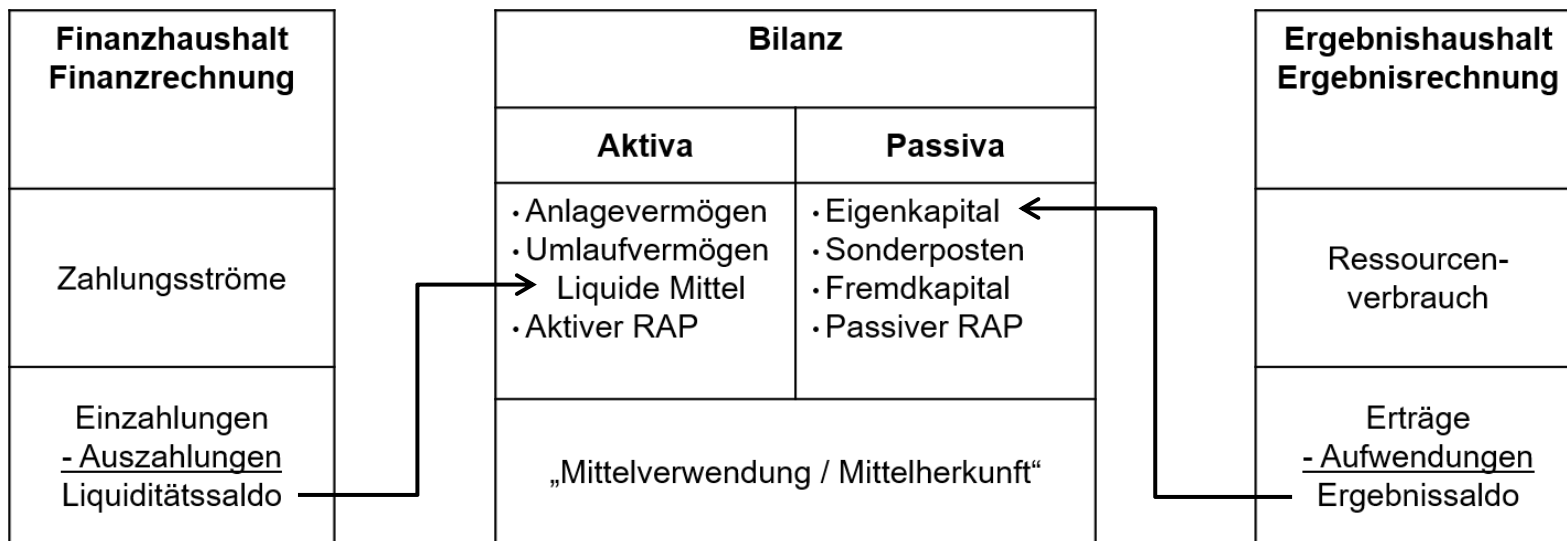 Finanzhaushalt
Finanzrechnung
Zahlungsströme
Einzahlungen
- Auszahlungen
Liquiditätssaldo
Bilanz
Aktiva
Passiva
· Anlagevermögen
· Umlaufvermögen
Liquide Mittel
· Aktiver RAP
· Eigenkapital
· Sonderposten
· Fremdkapital
· Passiver RAP
„Mittelverwendung / Mittelherkunft“
Ergebnishaushalt
Ergebnisrechnung
Ressourcen-
verbrauch
Erträge
- Aufwendungen
Ergebnissaldo